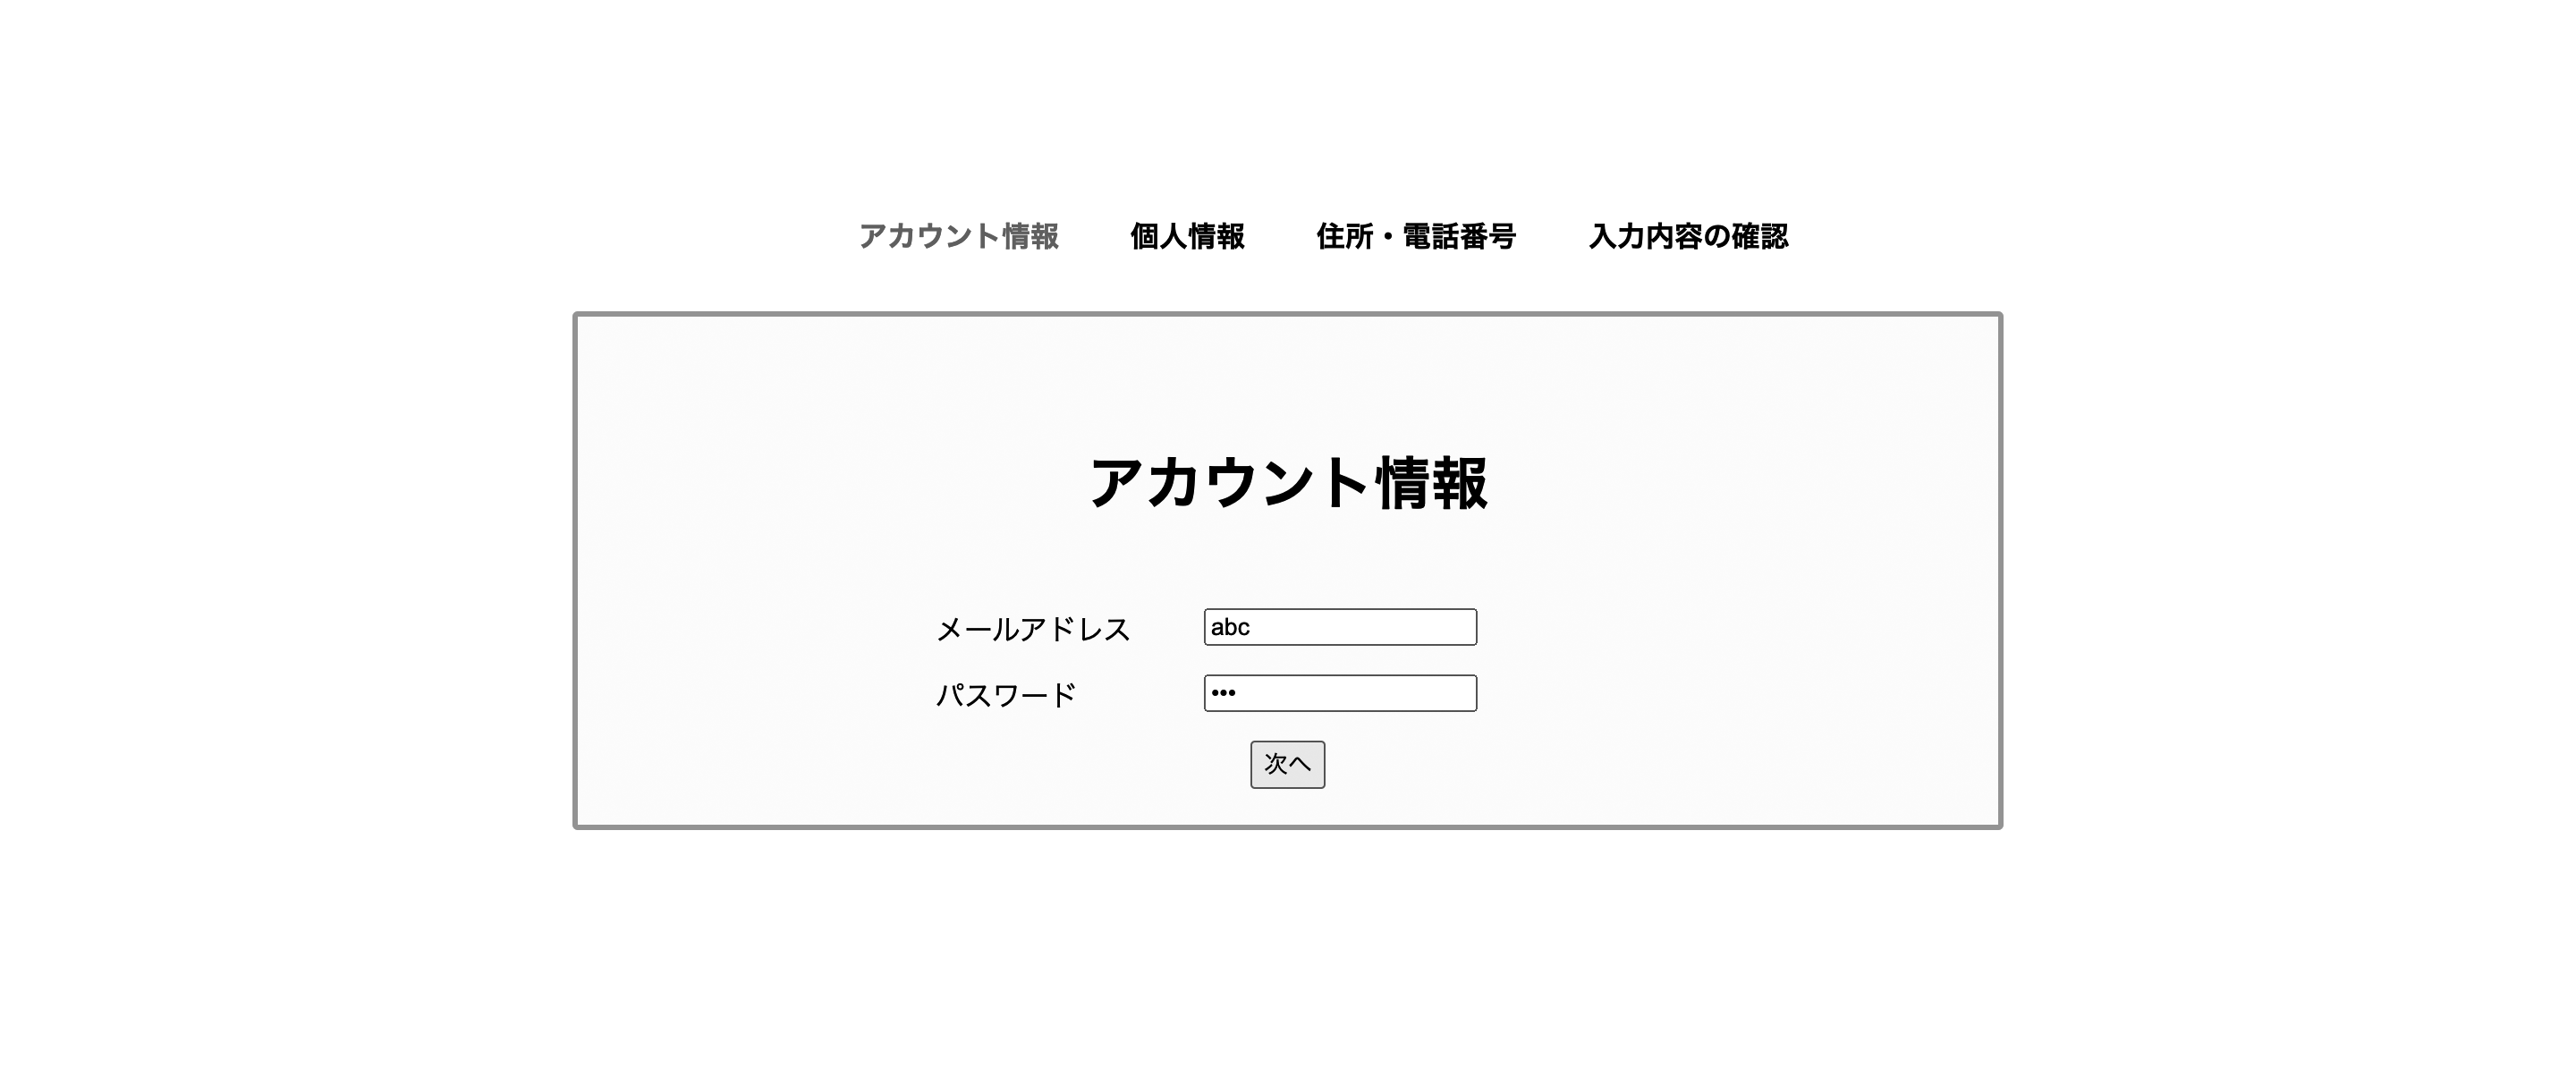 アカウント情報 個人情報 住所・電話番号 入力内容の確認
アカウント情報
メールアドレス abc
パスワード •••
次へ